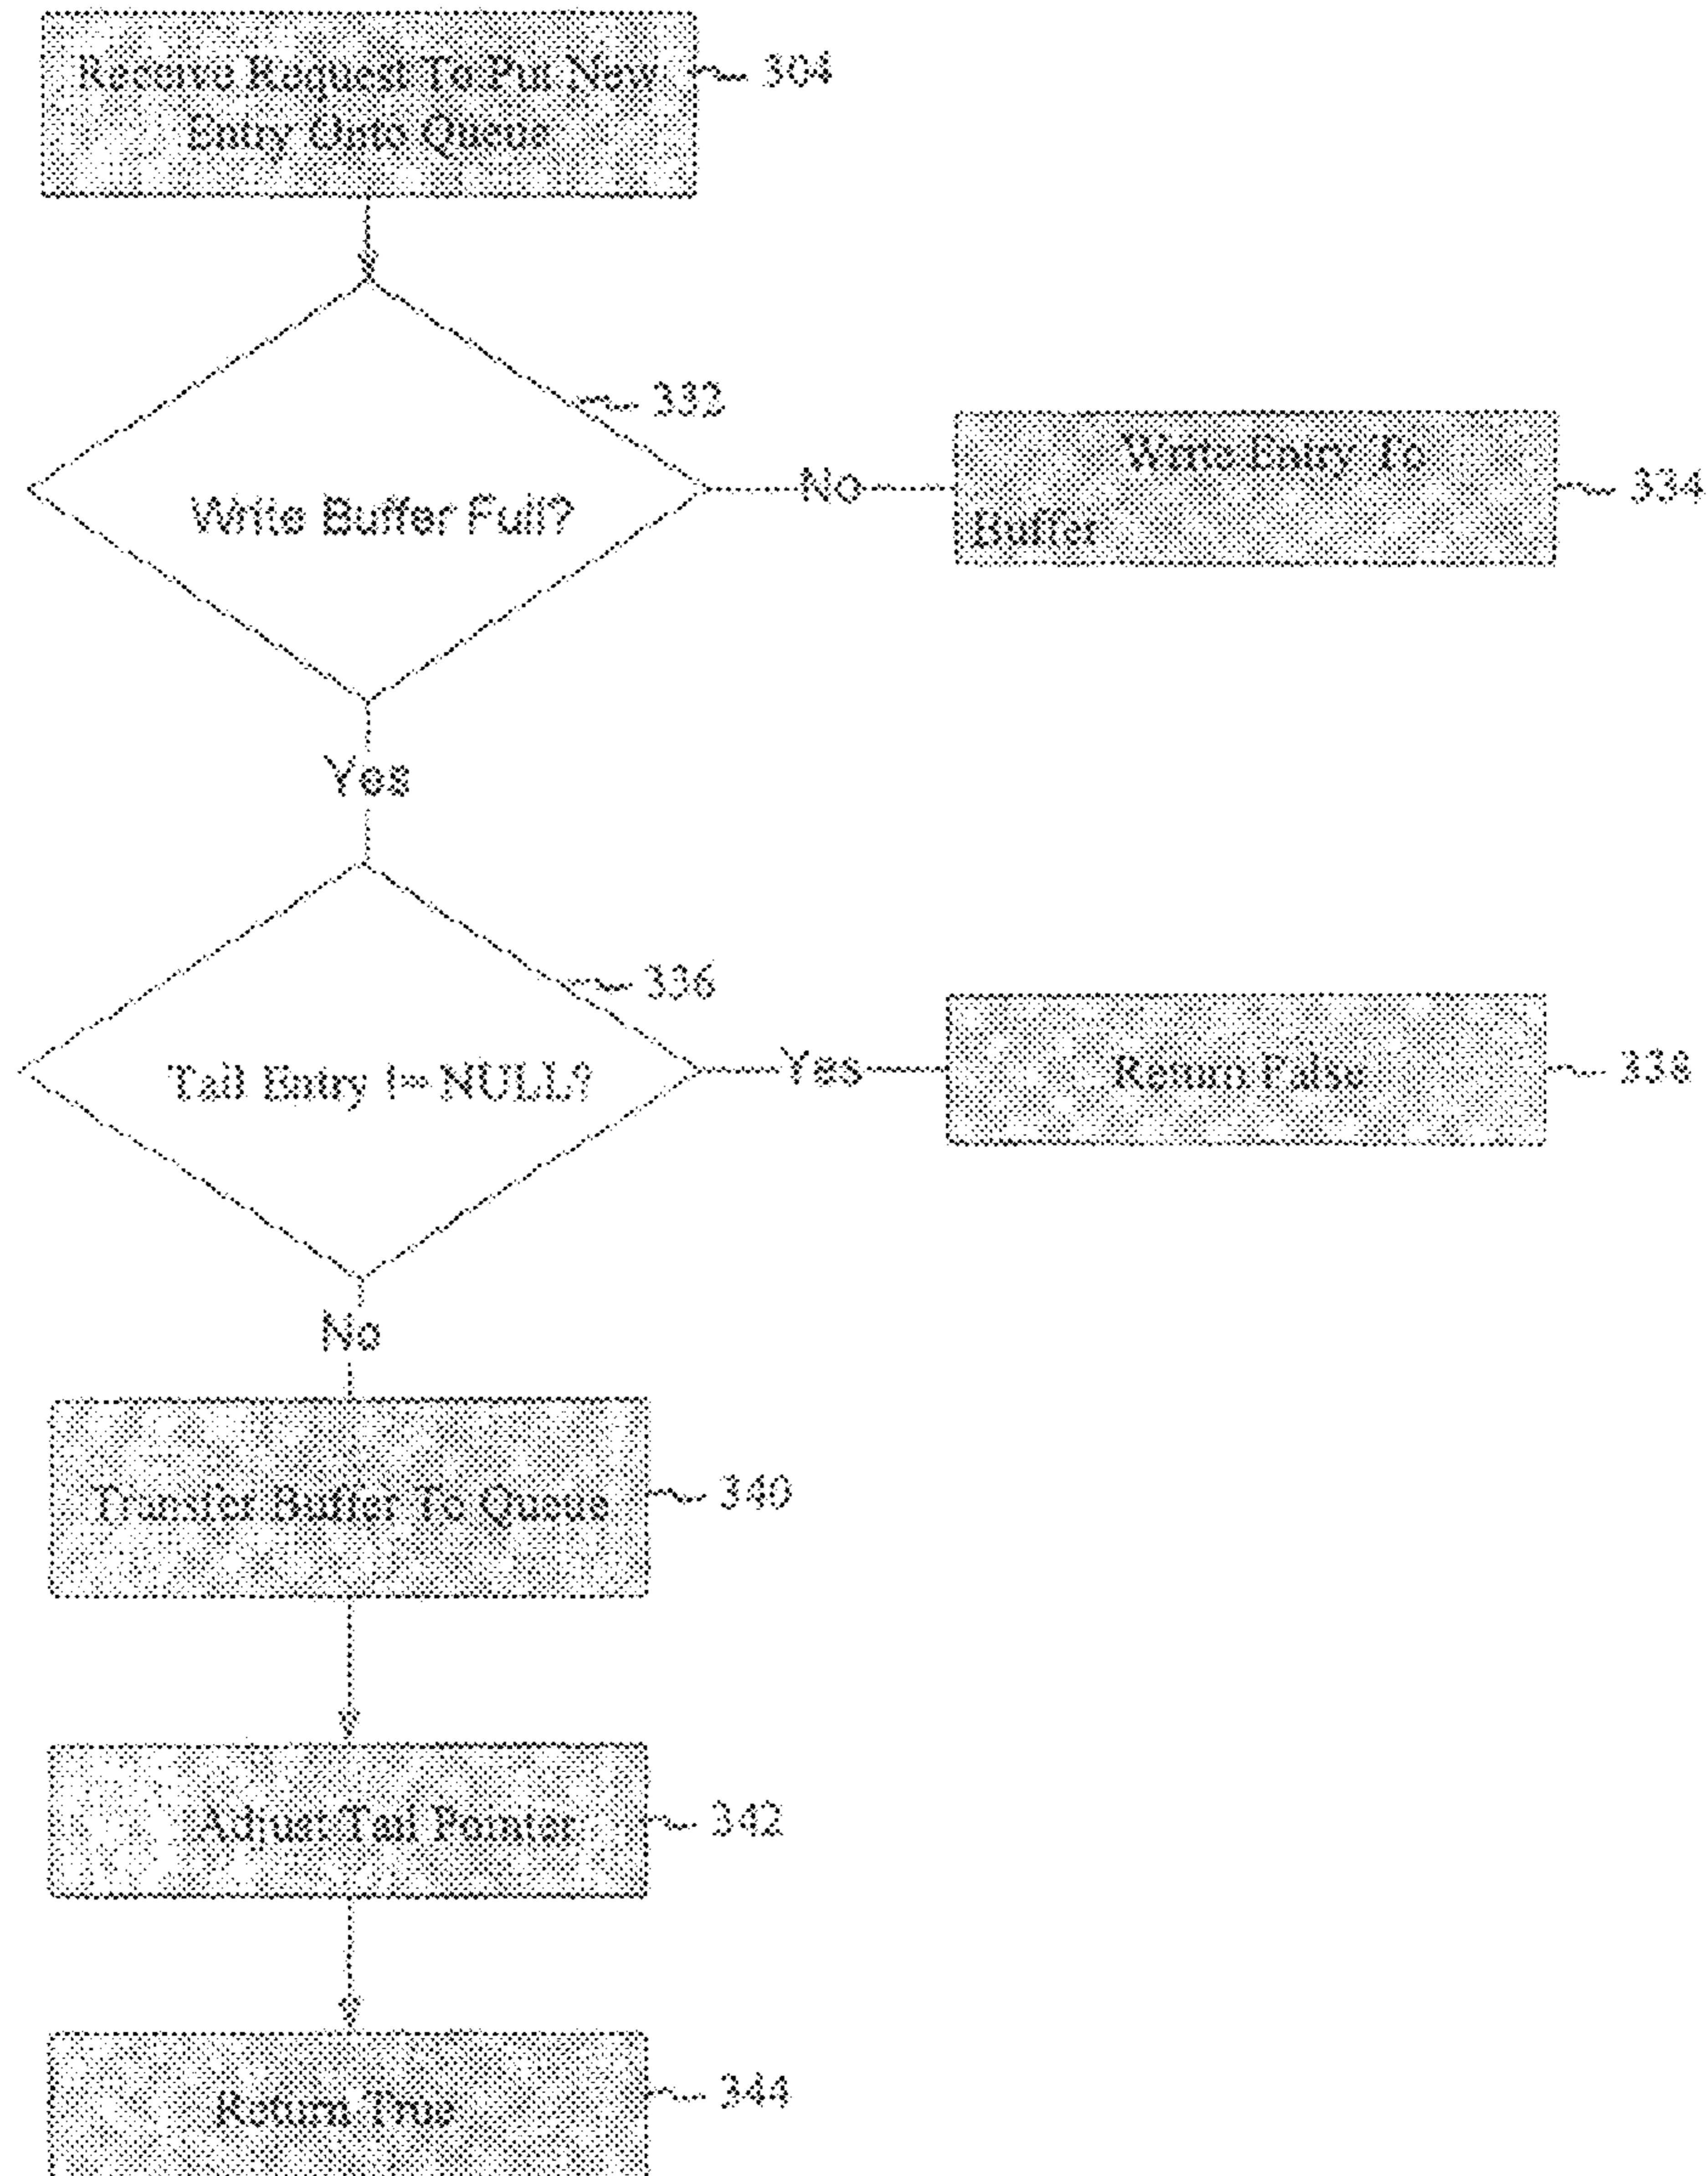 Receive Request To Put New
Entry Onto Queue
304
332
Write Buffer Full?
No
Write Entry To
Buffer
334
Yes
336
Tail Entry != NULL?
Yes
Return False
338
No
Transfer Buffer To Queue
340
Adjust Tail Pointer
342
Return True
344